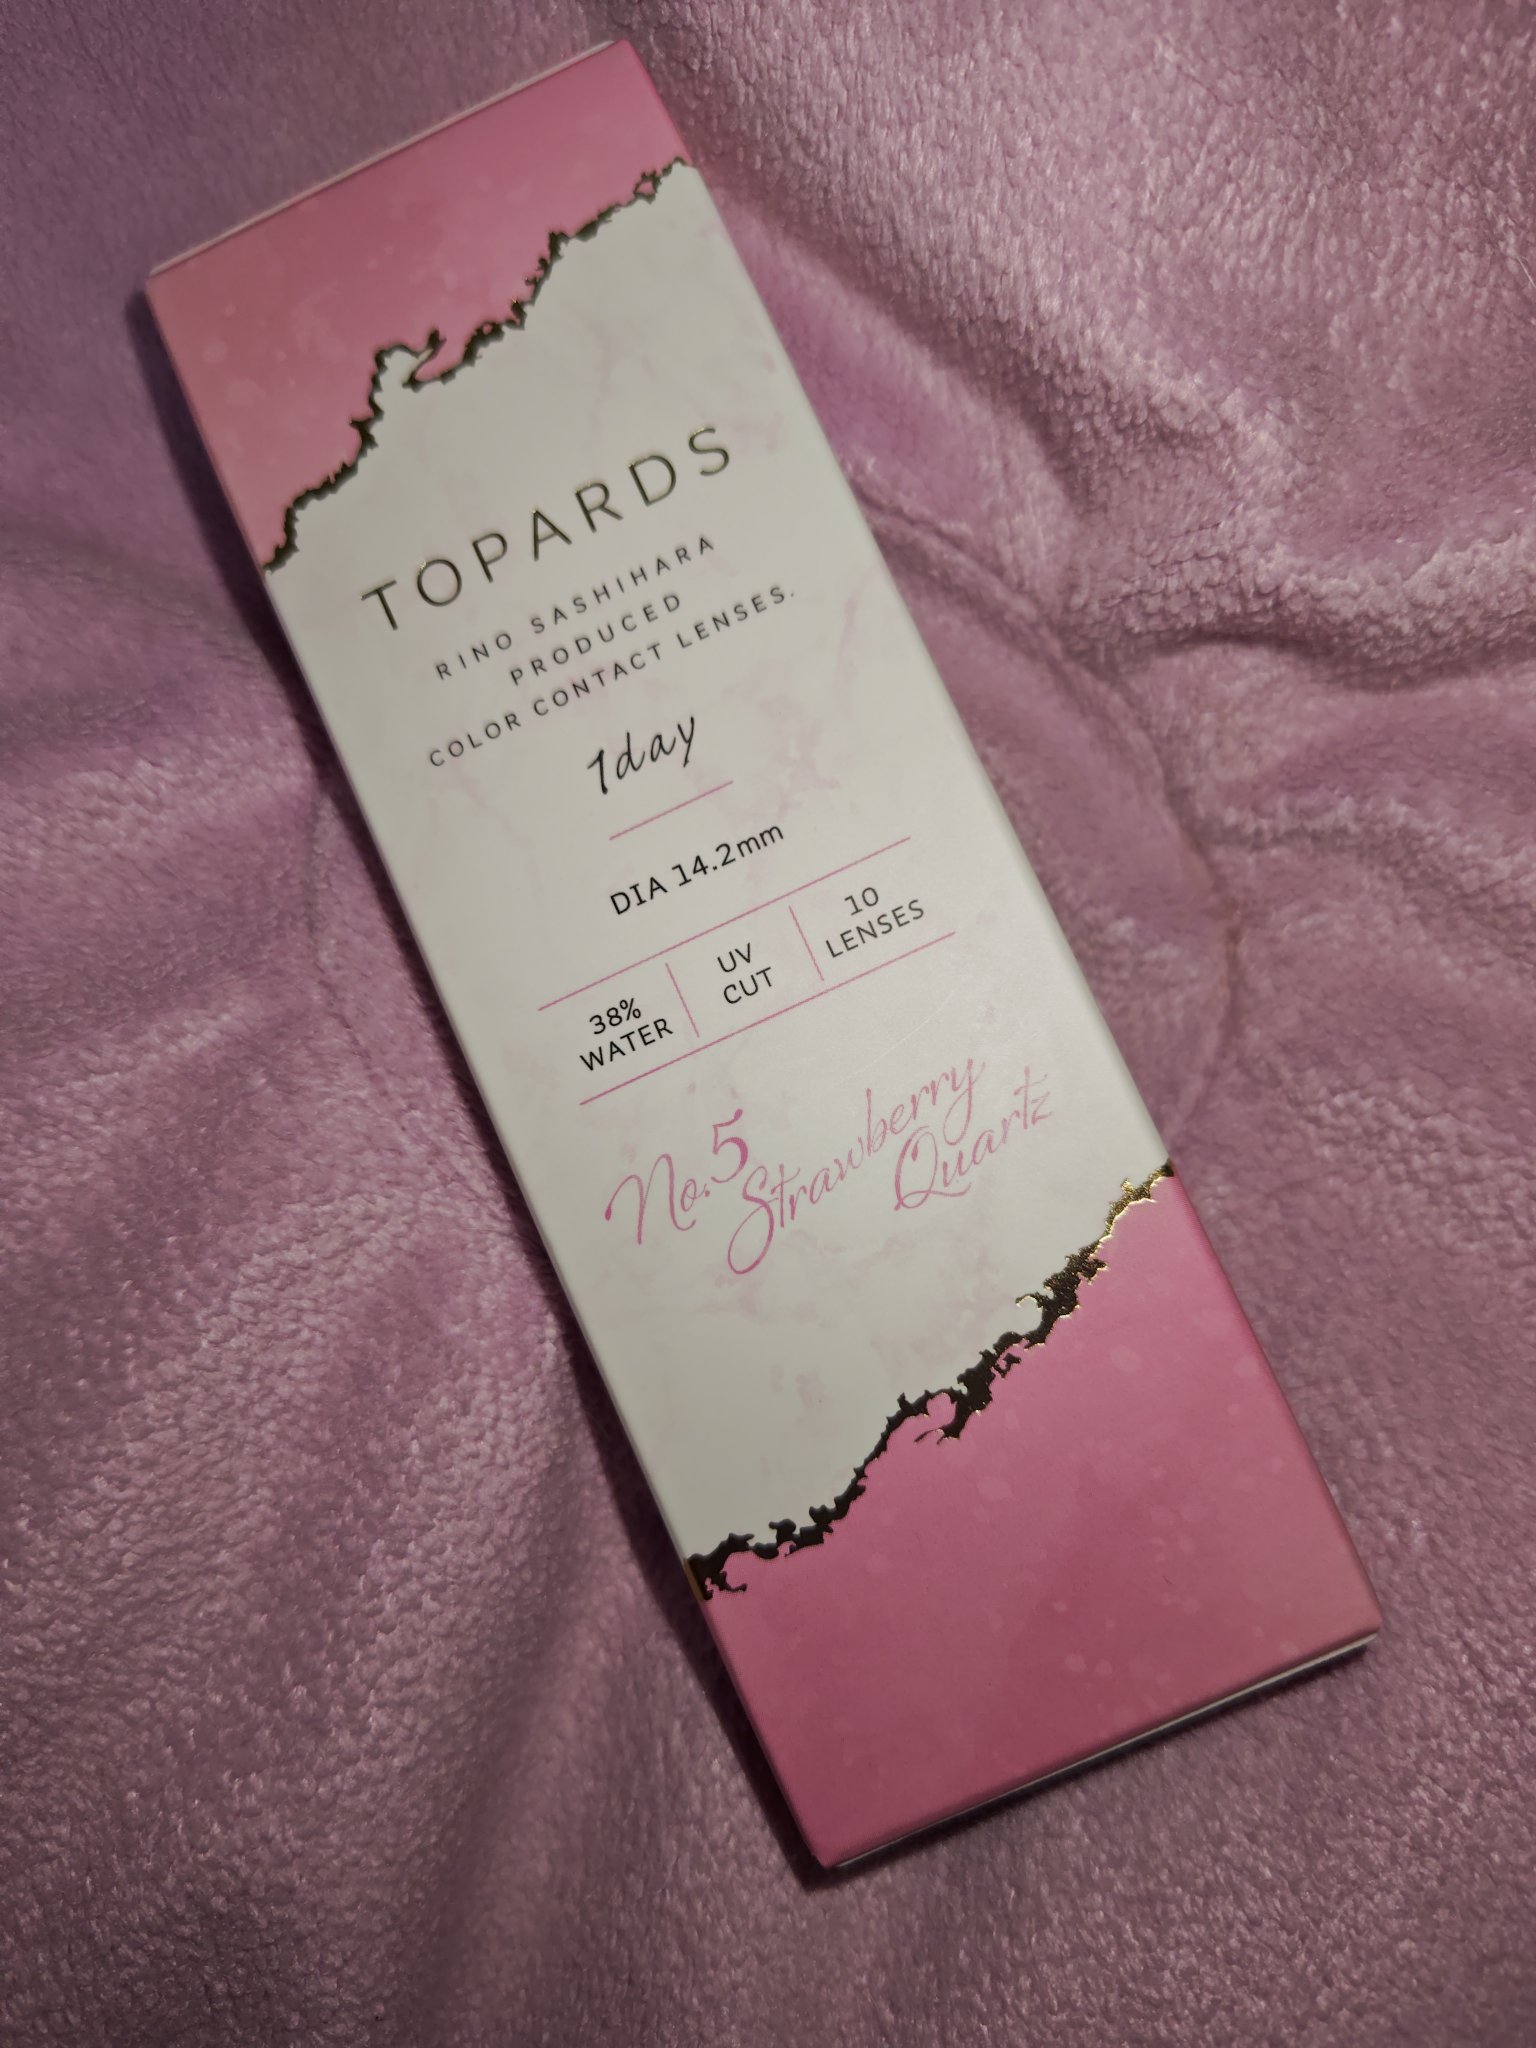 TOPARDS
RINO SASHIHARA
PRODUCED
COLOR CONTACT LENSES.
1day
DIA 14.2mm
38%
WATER
UV
CUT
10
LENSES
No.5
Strawberry
Quartz